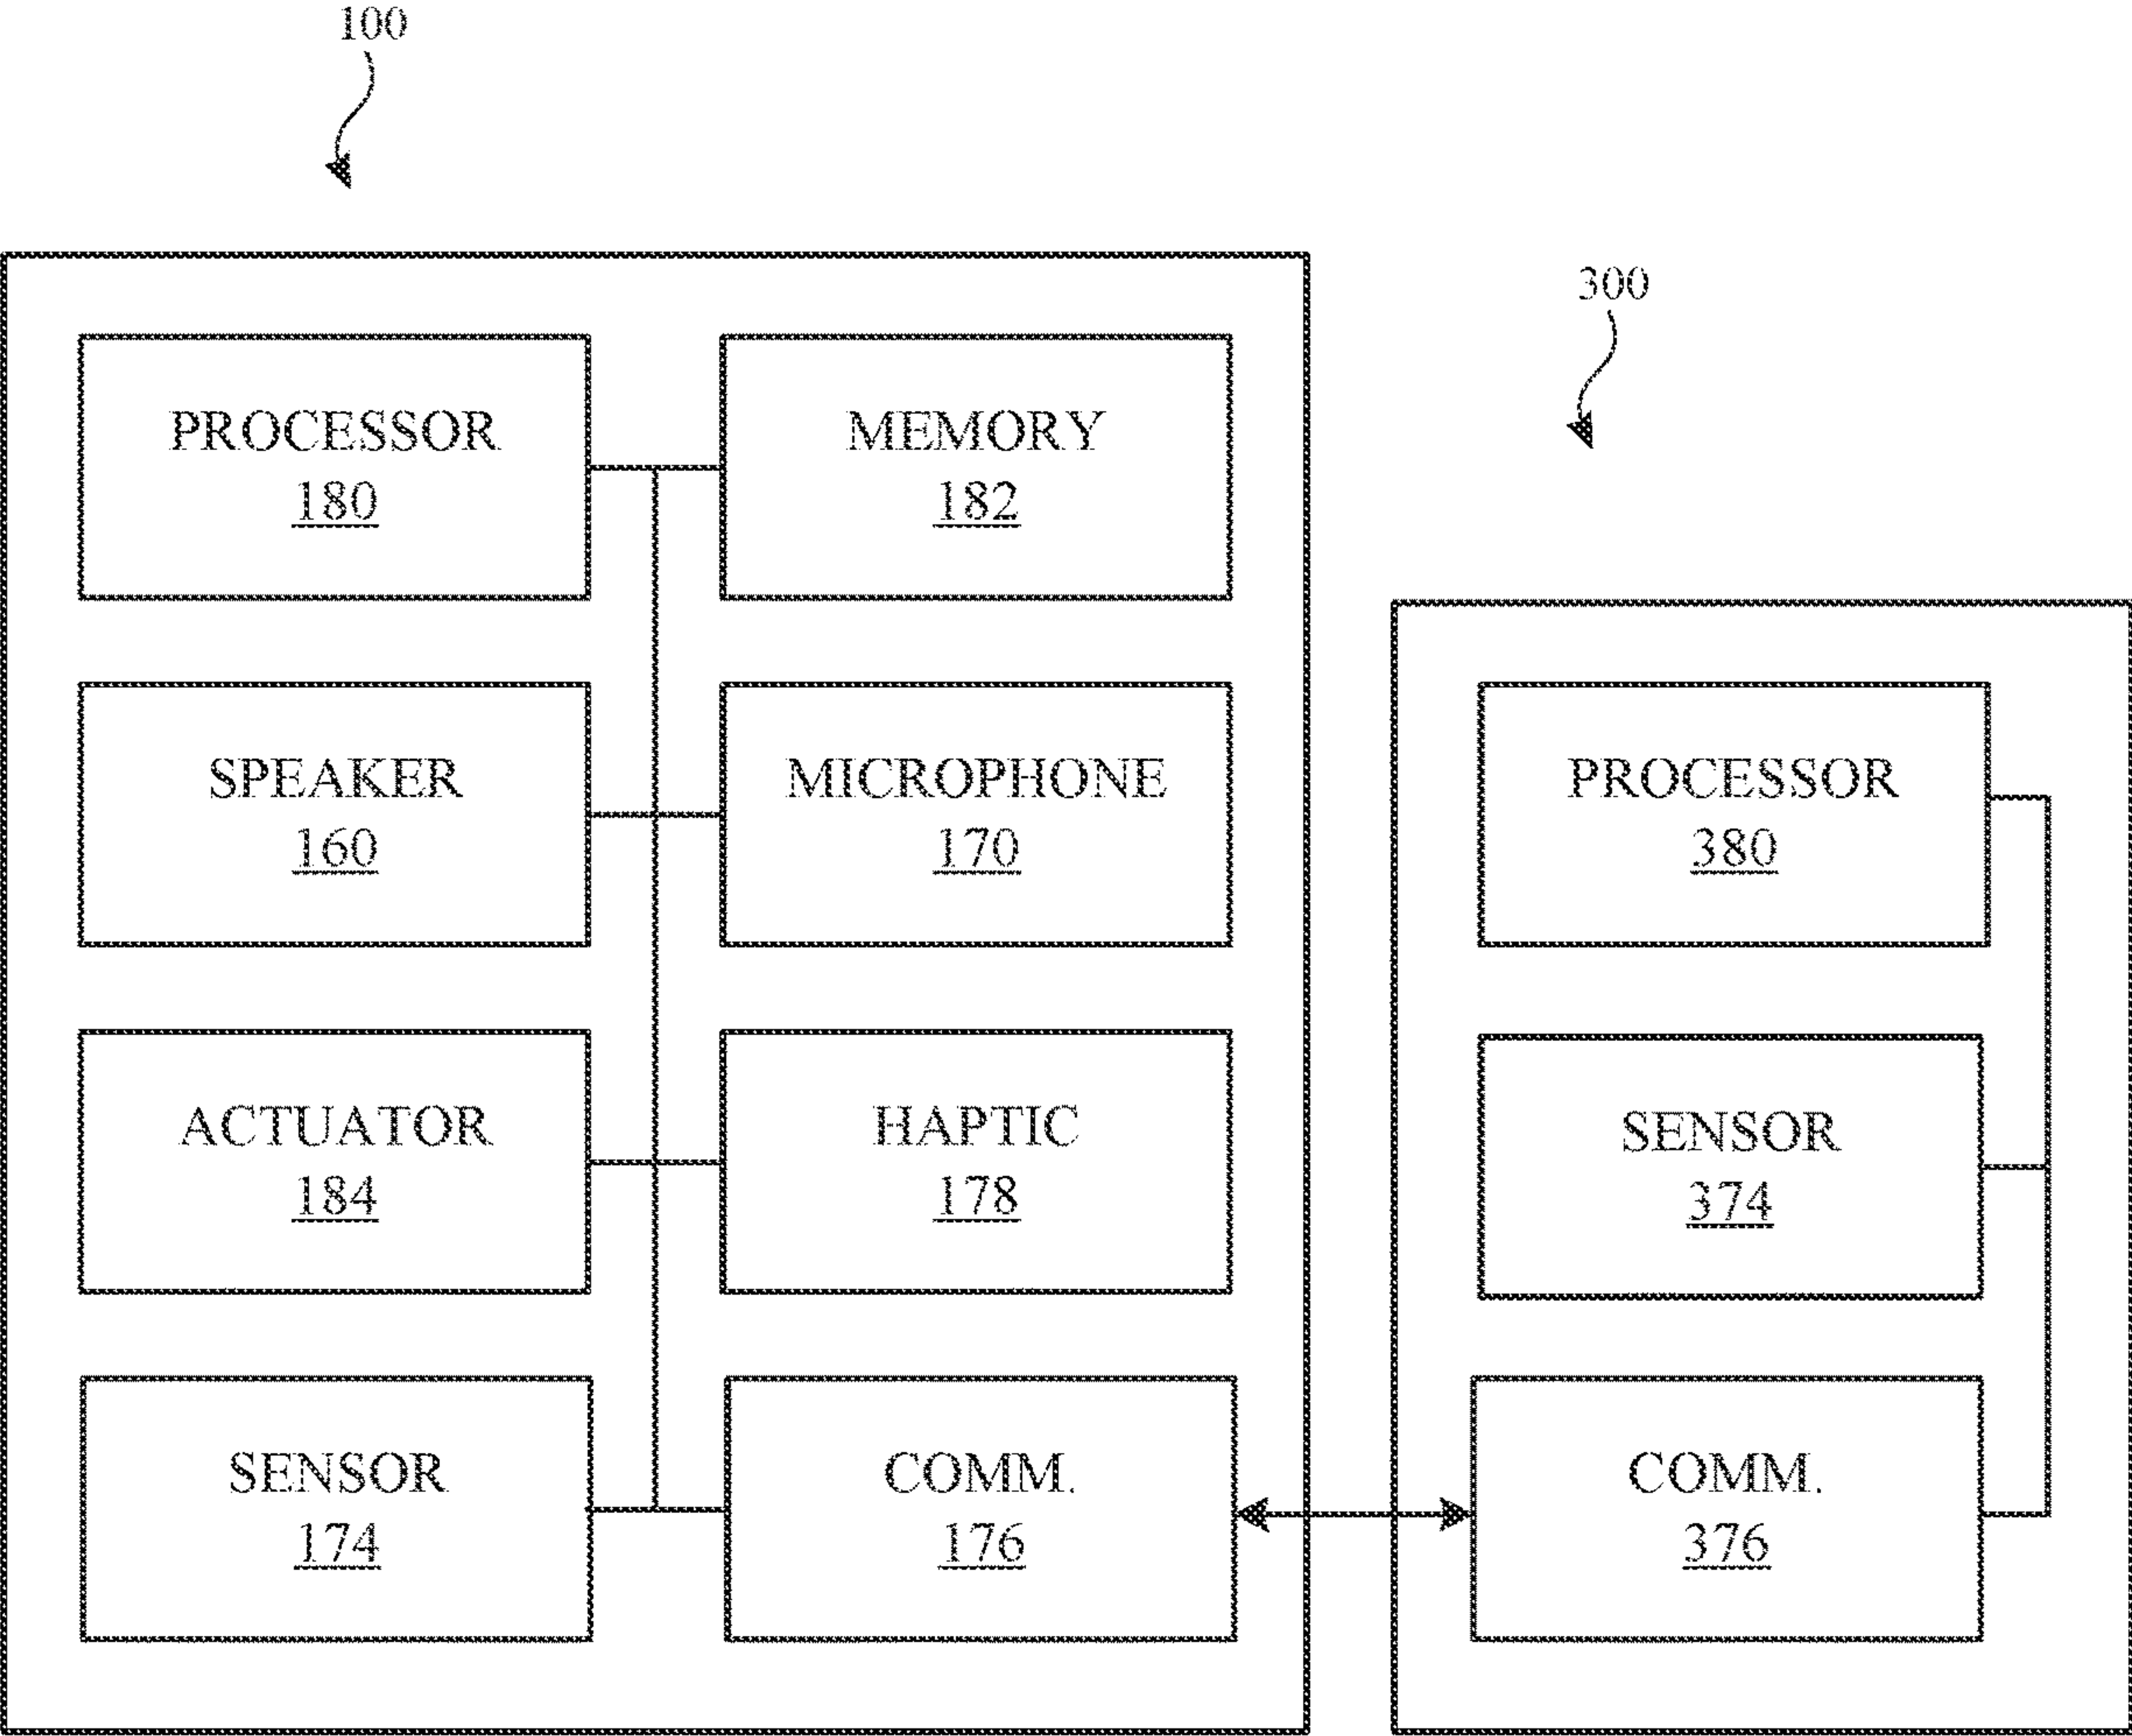 100
300
PROCESSOR
180
MEMORY
182
SPEAKER
160
MICROPHONE
170
PROCESSOR
380
ACTUATOR
184
HAPTIC
178
SENSOR
374
SENSOR
174
COMM.
176
COMM.
376